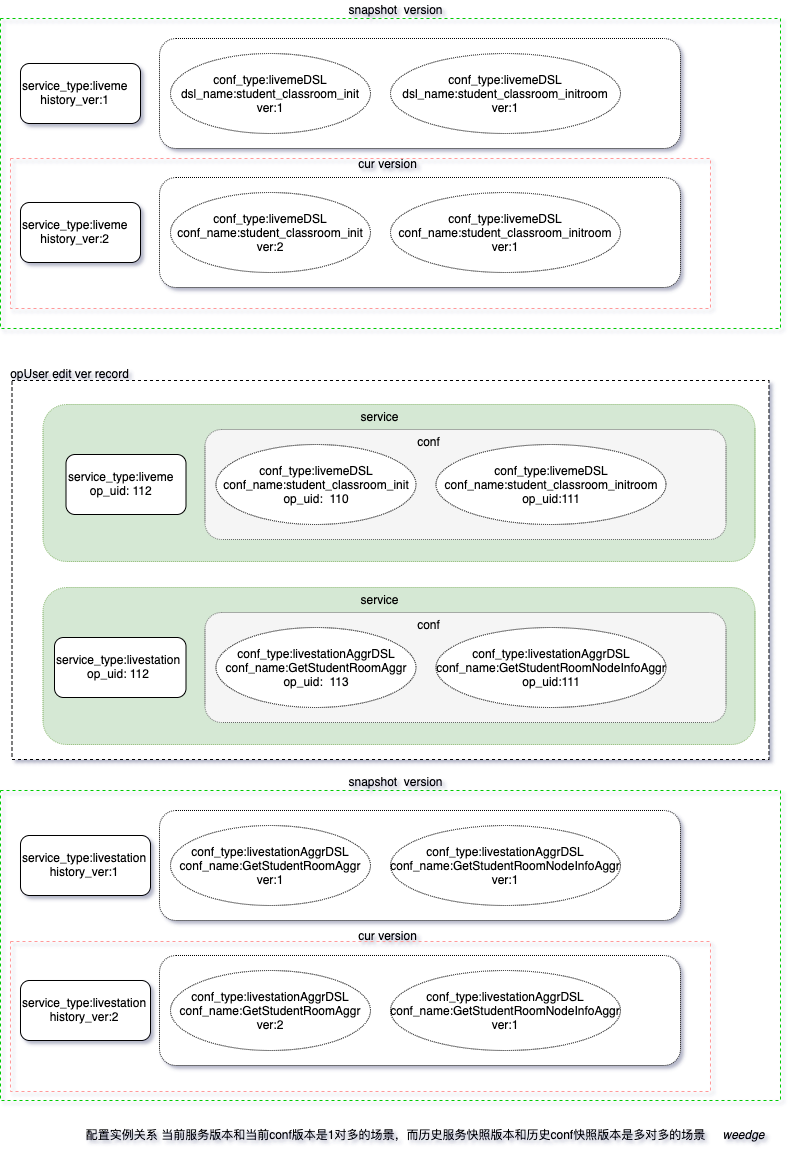 snapshot  version
service_type:liveme
history_ver:1
conf_type:livemeDSL
dsl_name:student_classroom_init
ver:1
conf_type:livemeDSL
dsl_name:student_classroom_initroom
ver:1
cur version
service_type:liveme
history_ver:2
conf_type:livemeDSL
conf_name:student_classroom_init
ver:2
conf_type:livemeDSL
conf_name:student_classroom_initroom
ver:1
opUser edit ver record
service
conf
service_type:liveme
op_uid: 112
conf_type:livemeDSL
conf_name:student_classroom_init
op_uid:  110
conf_type:livemeDSL
conf_name:student_classroom_initroom
op_uid:111
service
conf
service_type:livestation
op_uid: 112
conf_type:livestationAggrDSL
conf_name:GetStudentRoomAggr
op_uid:  113
conf_type:livestationAggrDSL
conf_name:GetStudentRoomNodeInfoAggr
op_uid:111
snapshot  version
service_type:livestation
history_ver:1
conf_type:livestationAggrDSL
conf_name:GetStudentRoomAggr
ver:1
conf_type:livestationAggrDSL
conf_name:GetStudentRoomNodeInfoAggr
ver:1
cur version
service_type:livestation
history_ver:2
conf_type:livestationAggrDSL
conf_name:GetStudentRoomAggr
ver:2
conf_type:livestationAggrDSL
conf_name:GetStudentRoomNodeInfoAggr
ver:1
配置实例关系 当前服务版本和当前conf版本是1对多的场景，而历史服务快照版本和历史conf快照版本是多对多的场景 weedge